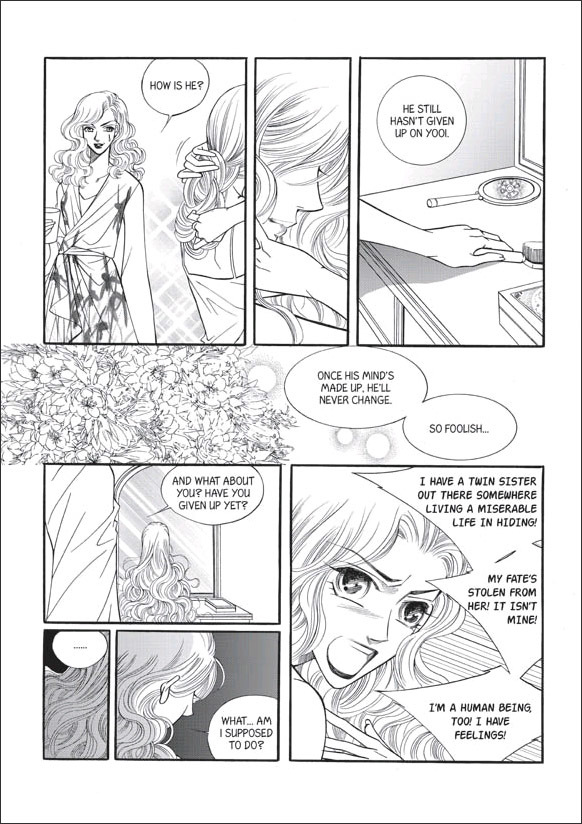 HOW IS HE?
HE STILL
HASN'T GIVEN
UP ON YOOI.
ONCE HIS MIND'S
MADE UP, HE'LL
NEVER CHANGE.
SO FOOLISH...
AND WHAT ABOUT
YOU? HAVE YOU
GIVEN UP YET?
I HAVE A TWIN SISTER
OUT THERE SOMEWHERE
LIVING A MISERABLE
LIFE IN HIDING!
MY FATE'S
STOLEN FROM
HER! IT ISN'T
MINE!
I'M A HUMAN BEING,
TOO! I HAVE
FEELINGS!
......
WHAT... AM
I SUPPOSED
TO DO?